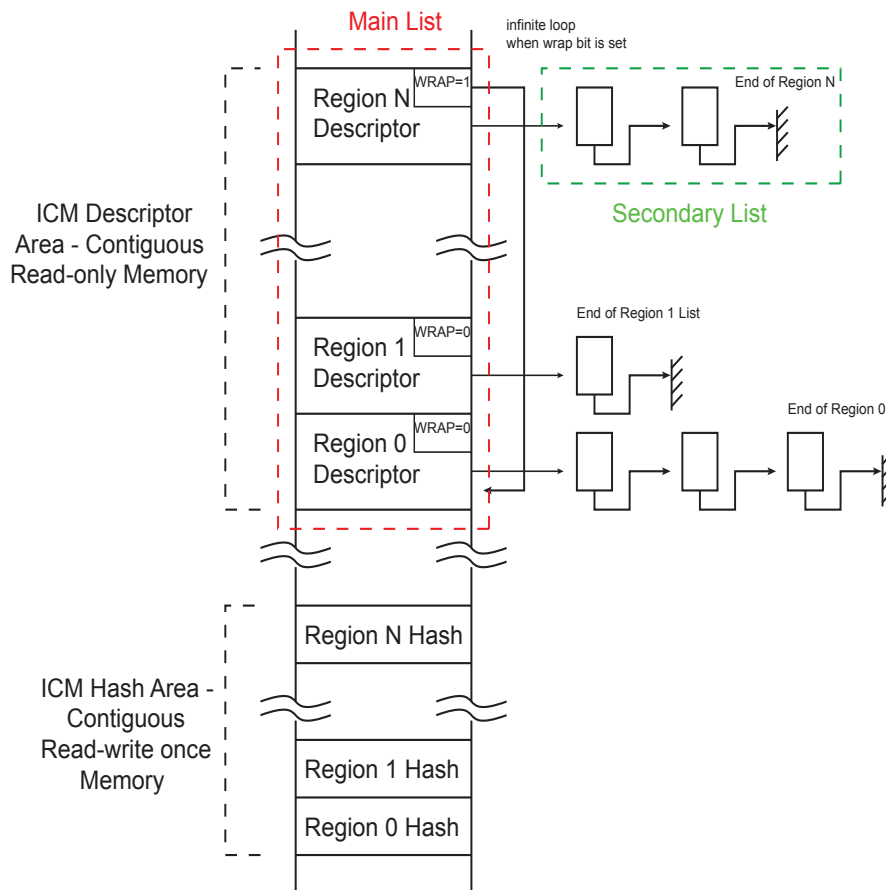 Main List
infinite loop
when wrap bit is set
WRAP=1
End of Region N
Region N
Descriptor
Secondary List
ICM Descriptor
Area - Contiguous
Read-only Memory
End of Region 1 List
WRAP=0
Region 1
Descriptor
End of Region 0
WRAP=0
Region 0
Descriptor
Region N Hash
ICM Hash Area -
Contiguous
Read-write once
Memory
Region 1 Hash
Region 0 Hash